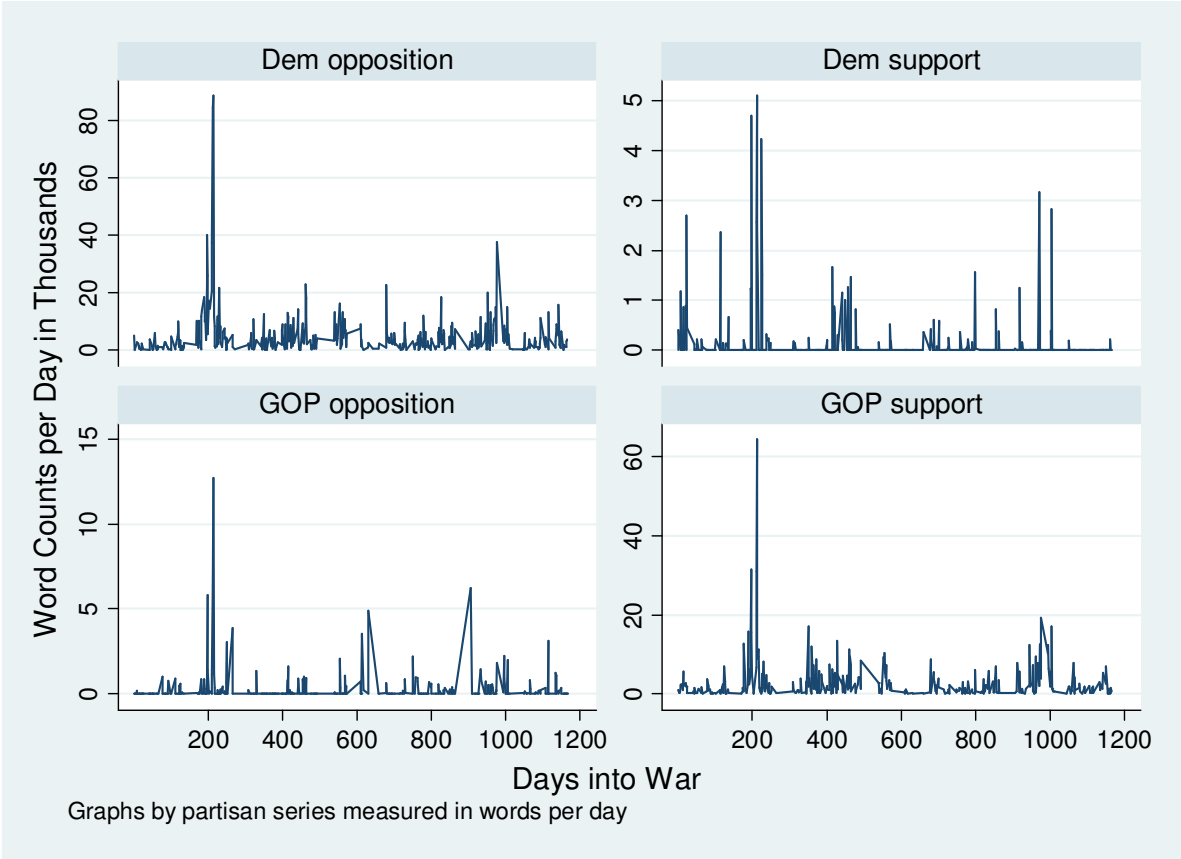 Dem opposition
Dem support
80
60
40
20
0
5
4
3
2
1
0
GOP opposition
GOP support
15
10
5
0
60
40
20
0
200 400 600 800 1000 1200
200 400 600 800 1000 1200
Word Counts per Day in Thousands
Days into War
Graphs by partisan series measured in words per day